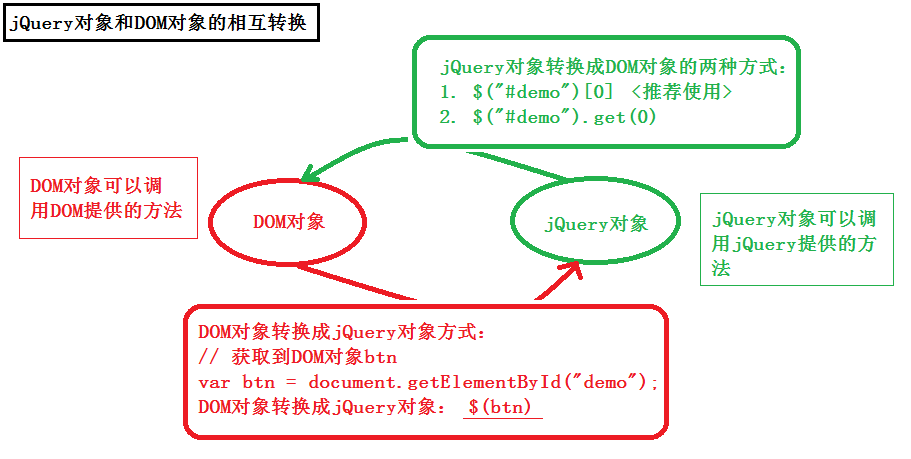 jQuery对象和DOM对象的相互转换
jQuery对象转换成DOM对象的两种方式：
1. $("#demo")[0] <推荐使用>
2. $("#demo").get(0)
DOM对象可以调
用DOM提供的方法
DOM对象
jQuery对象
jQuery对象可以调
用jQuery提供的方
法
DOM对象转换成jQuery对象方式：
// 获取到DOM对象btn
var btn = document.getElementById("demo");
DOM对象转换成jQuery对象： $(btn)